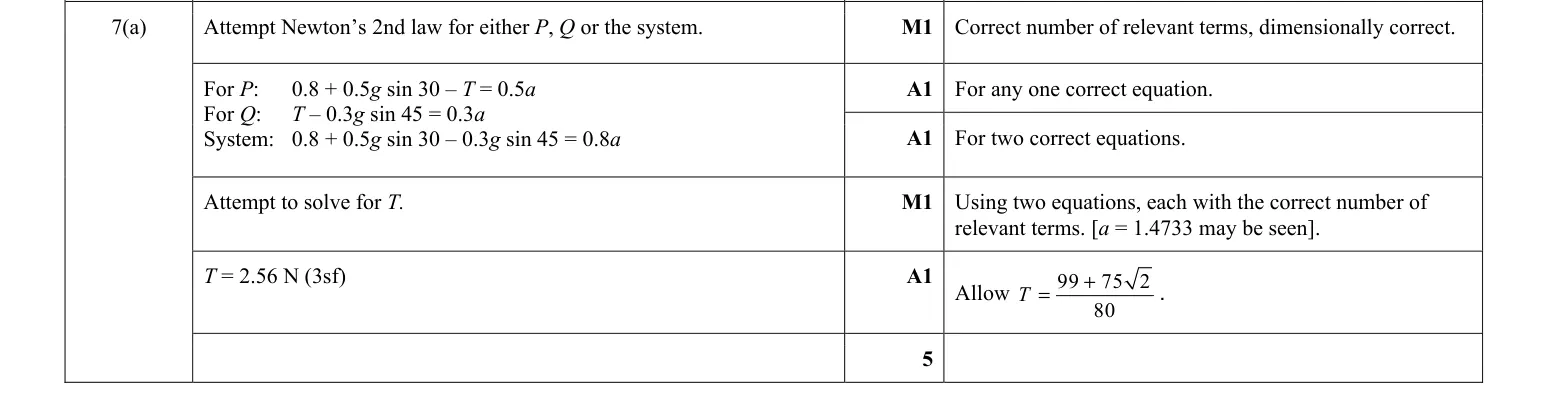 7(a) Attempt Newton’s 2nd law for either P, Q or the system. M1 Correct number of relevant terms, dimensionally correct.
For P: 0.8 + 0.5g sin 30 – T = 0.5a A1 For any one correct equation.
For Q: T – 0.3g sin 45 = 0.3a
System: 0.8 + 0.5g sin 30 – 0.3g sin 45 = 0.8a A1 For two correct equations.
Attempt to solve for T. M1 Using two equations, each with the correct number of
relevant terms. [a = 1.4733 may be seen].
T = 2.56 N (3sf) A1 Allow T = (99 + 75√2)/80 .
5